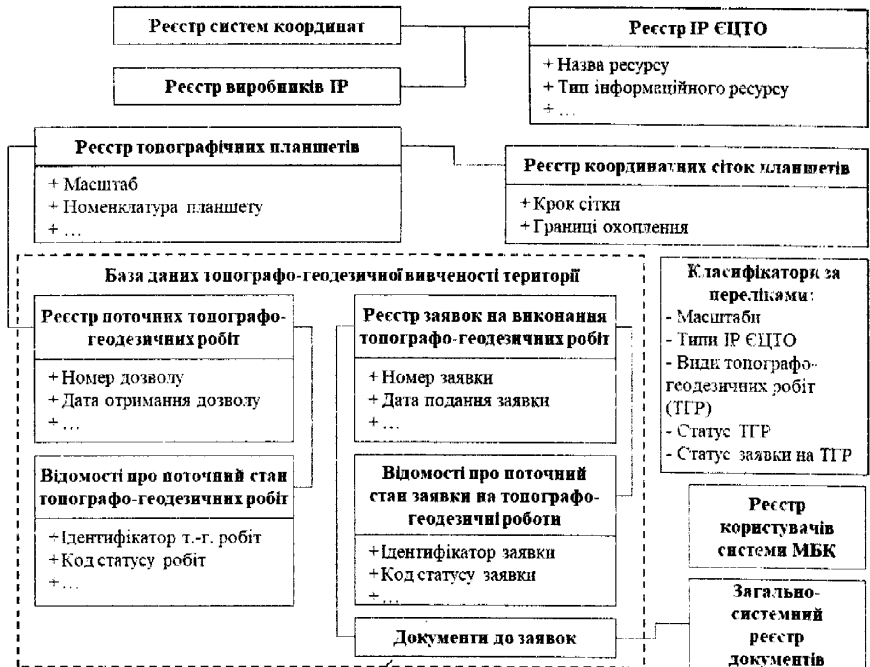 Реєстр систем координат
Реєстр виробників ІР
Реєстр ІР ЄЦТО
+ Назва ресурсу
+ Тип інформаційного ресурсу
+ ...
Реєстр топографічних планшетів
+ Масштаб
+ Номенклатура планшету
+ ...
Реєстр координатних сіток планшетів
+ Крок сітки
+ Границі охоплення
База даних топографо-геодезичної вивченості території
Реєстр поточних топографо-
геодезичних робіт
+ Номер дозволу
+ Дата отримання дозволу
+ ...
Відомості про поточний стан
топографо-геодезичних робіт
+ Ідентифікатор т.-г. робіт
+ Код статусу робіт
+ ...
Реєстр заявок на виконання
топографо-геодезичних робіт
+ Номер заявки
+ Дата подання заявки
+ ...
Відомості про поточний
стан заявки на топографо-
геодезичні роботи
+ Ідентифікатор заявки
+ Код статусу заявки
+ ...
Документи до заявок
Класифікатори за
переліками:
- Масштаби
- Типи ІР ЄЦТО
- Види топографо-
геодезичних робіт
(ТГР)
- Статус ТГР
- Статус заявки на ТГР
Реєстр
користувачів
системи МБК
Загально-
системний
реєстр
документів